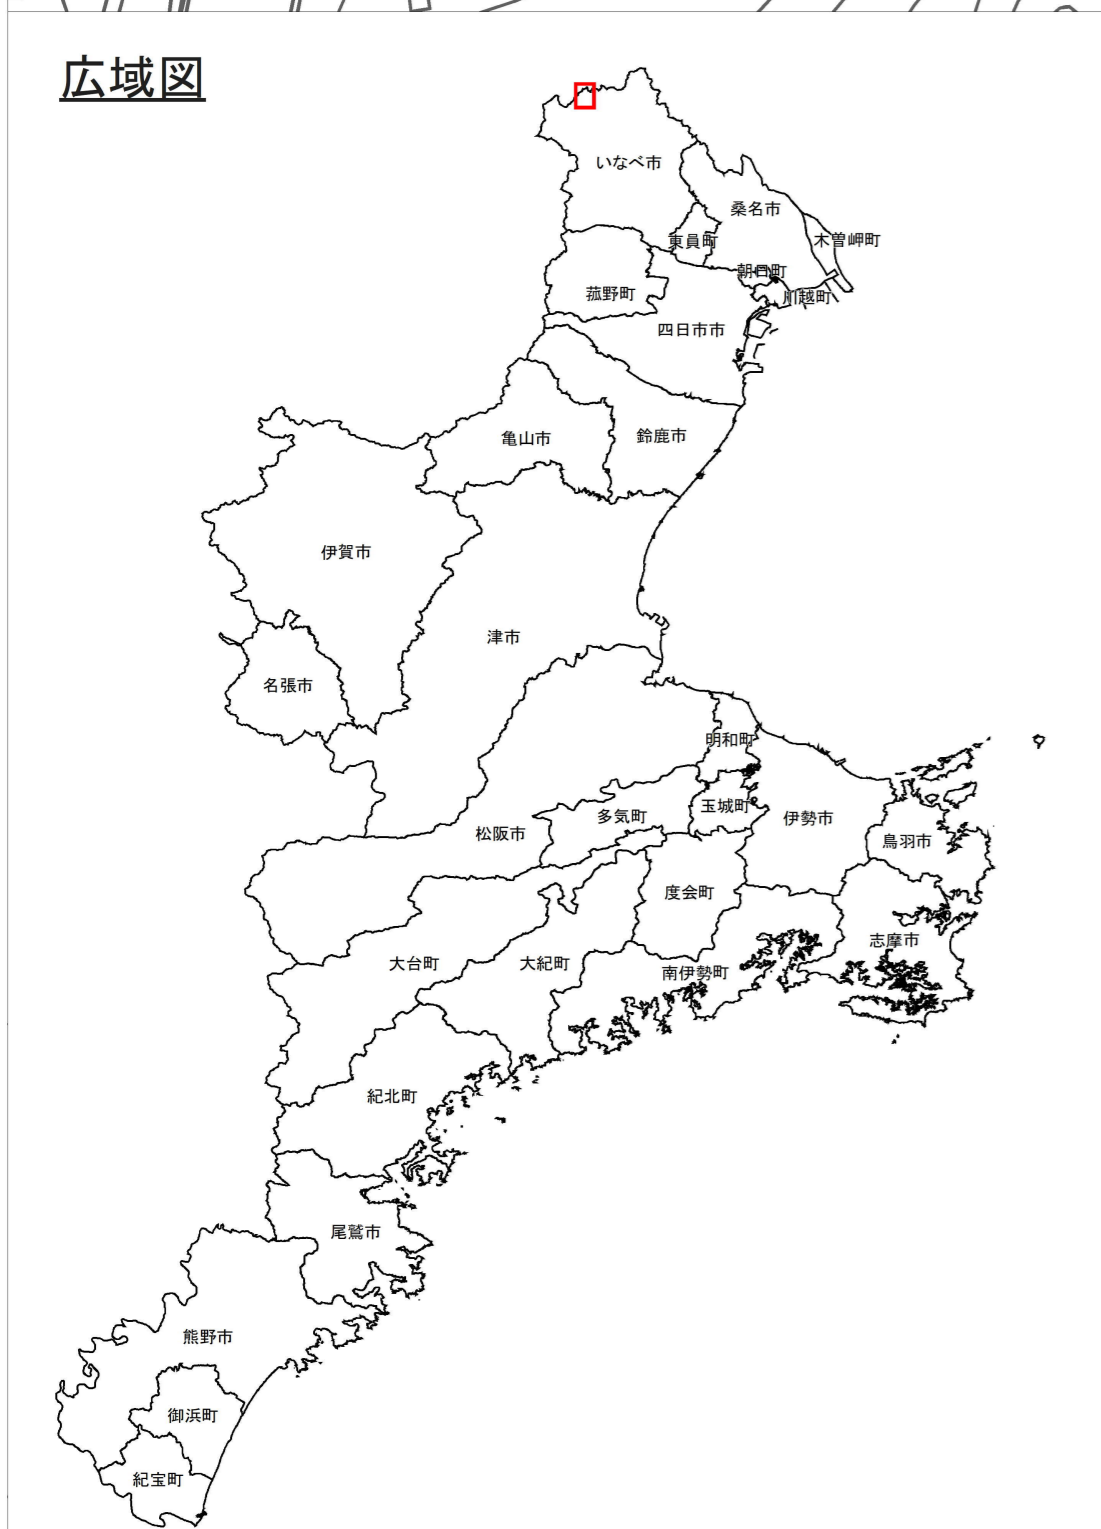 広域図
いなべ市
桑名市
東員町
木曽岬町
朝日町
菰野町
川越町
四日市市
亀山市
鈴鹿市
伊賀市
津市
名張市
明和町
玉城町
多気町
伊勢市
松阪市
鳥羽市
度会町
志摩市
大台町
大紀町
南伊勢町
紀北町
尾鷲市
熊野市
御浜町
紀宝町